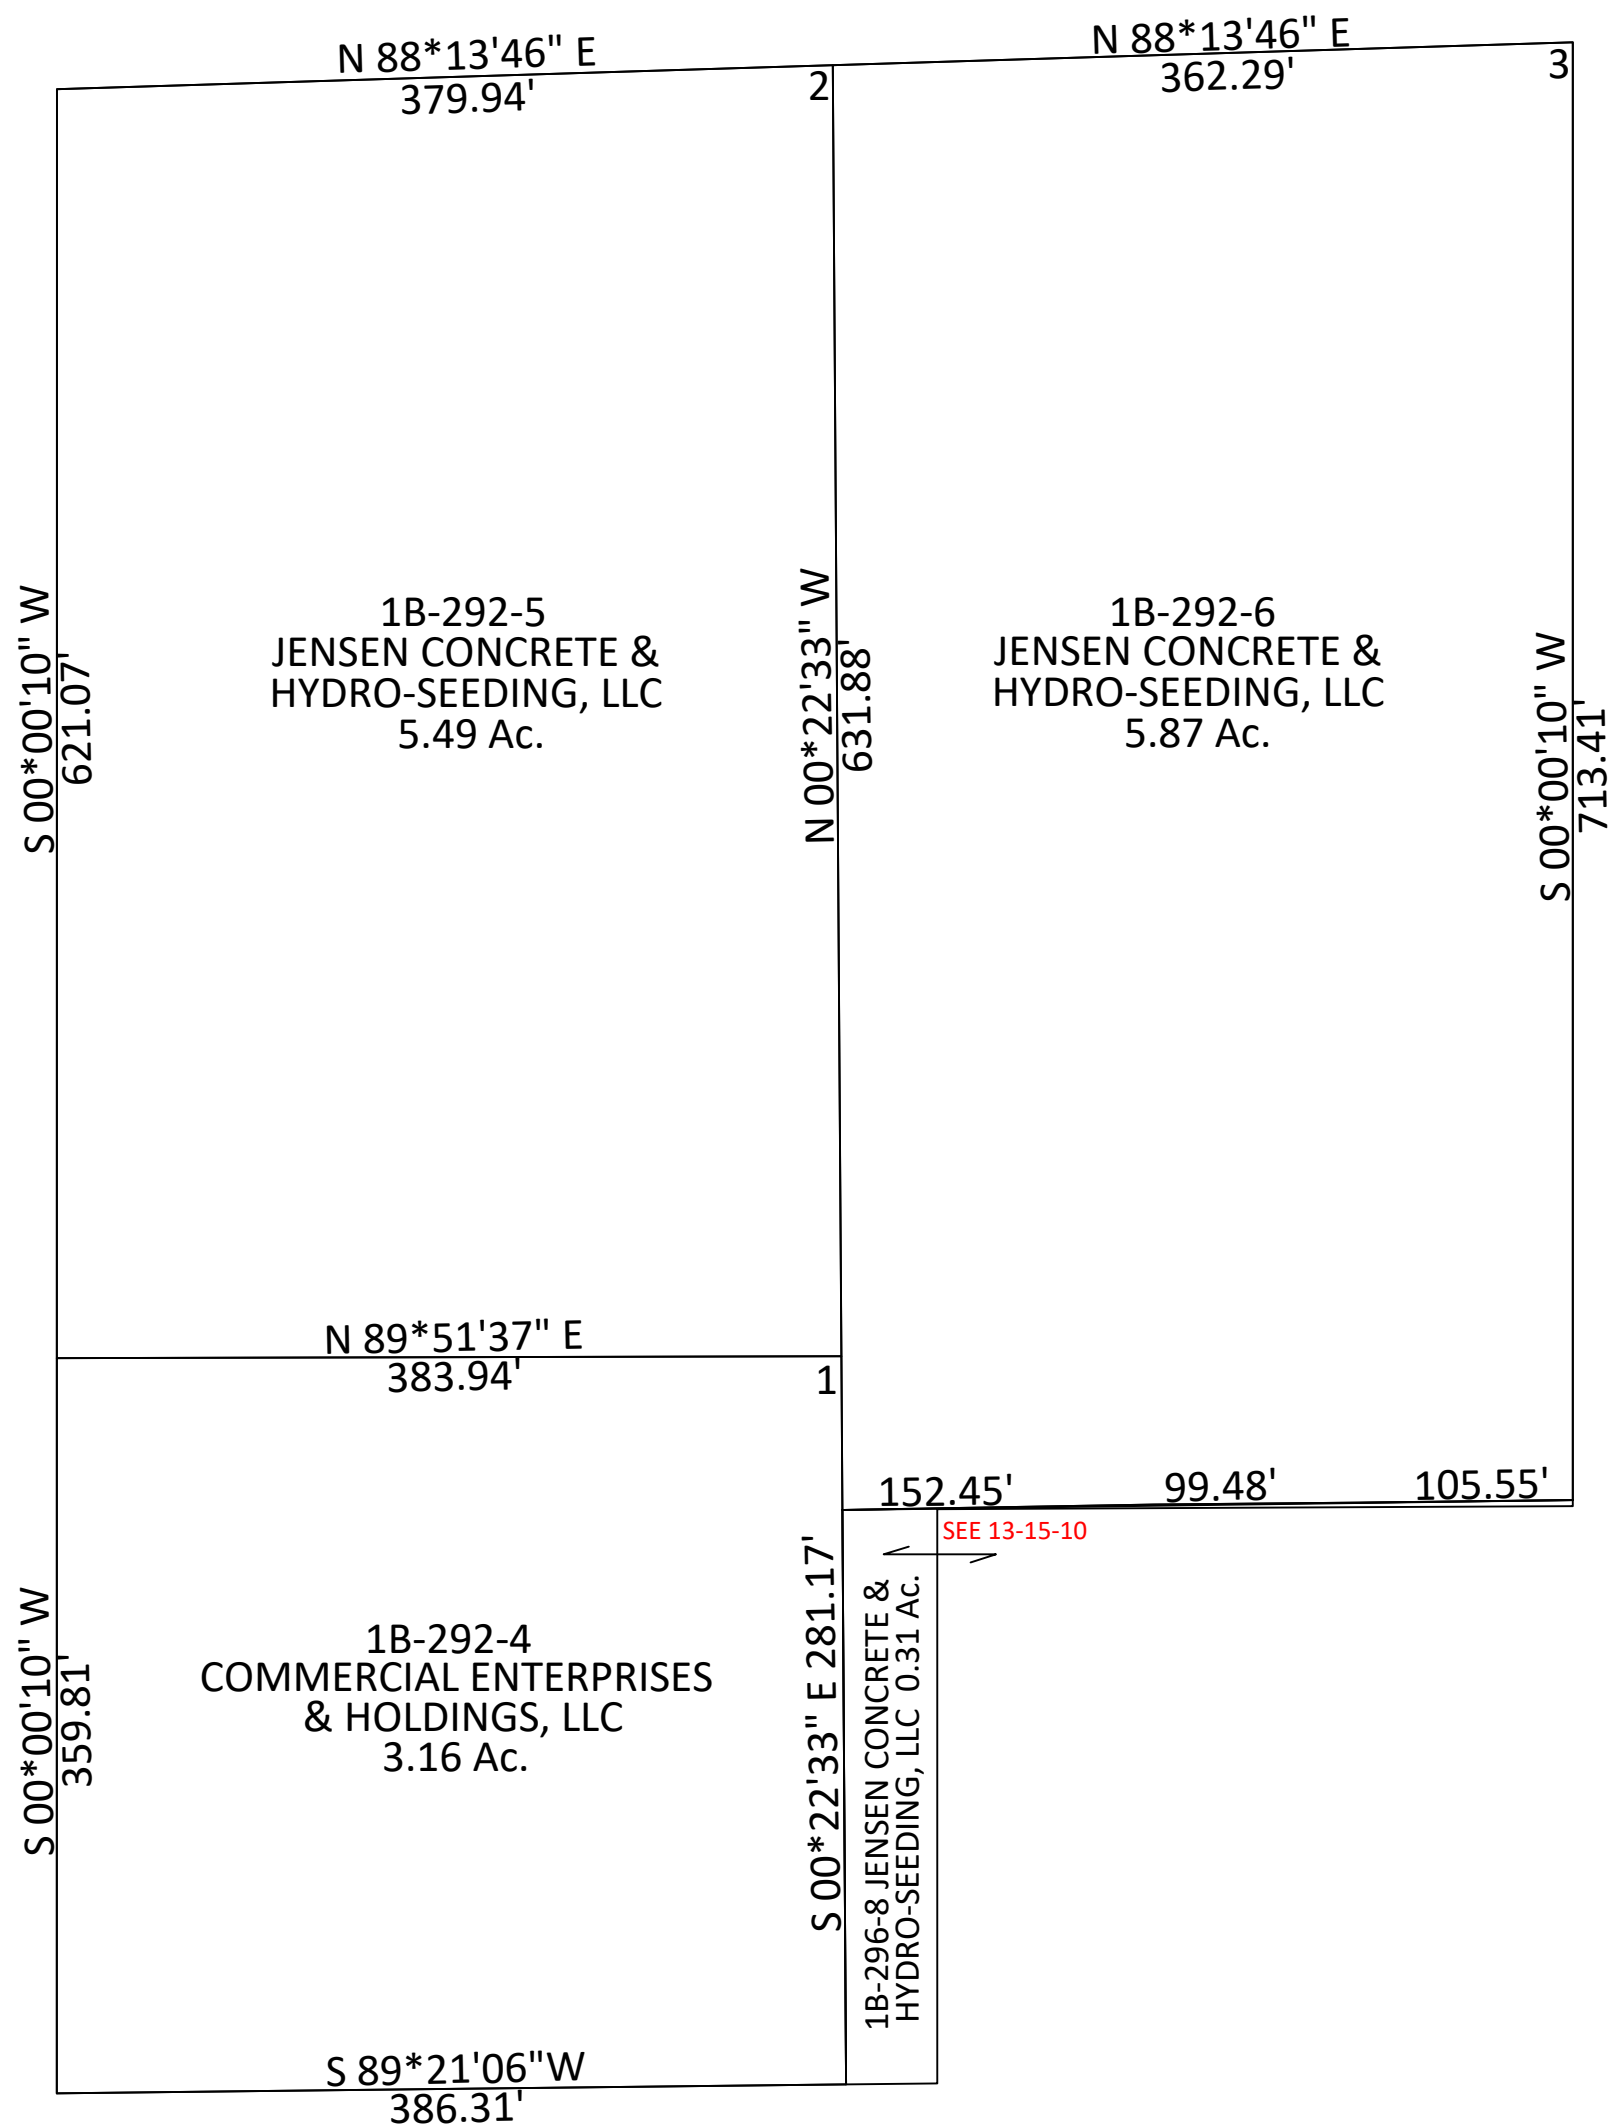 N 88*13'46" E
379.94'
2
N 88*13'46" E
362.29'
3
S 00*00'10" W
621.07'
1B-292-5
JENSEN CONCRETE &
HYDRO-SEEDING, LLC
5.49 Ac.
N 00*22'33" W
631.88'
1B-292-6
JENSEN CONCRETE &
HYDRO-SEEDING, LLC
5.87 Ac.
S 00*00'10" W
713.41'
N 89*51'37" E
383.94'
1
152.45'
99.48'
105.55'
SEE 13-15-10
S 00*00'10" W
359.81'
1B-292-4
COMMERCIAL ENTERPRISES
& HOLDINGS, LLC
3.16 Ac.
S 00*22'33" E 281.17'
1B-296-8 JENSEN CONCRETE &
HYDRO-SEEDING, LLC 0.31 Ac.
S 89*21'06"W
386.31'